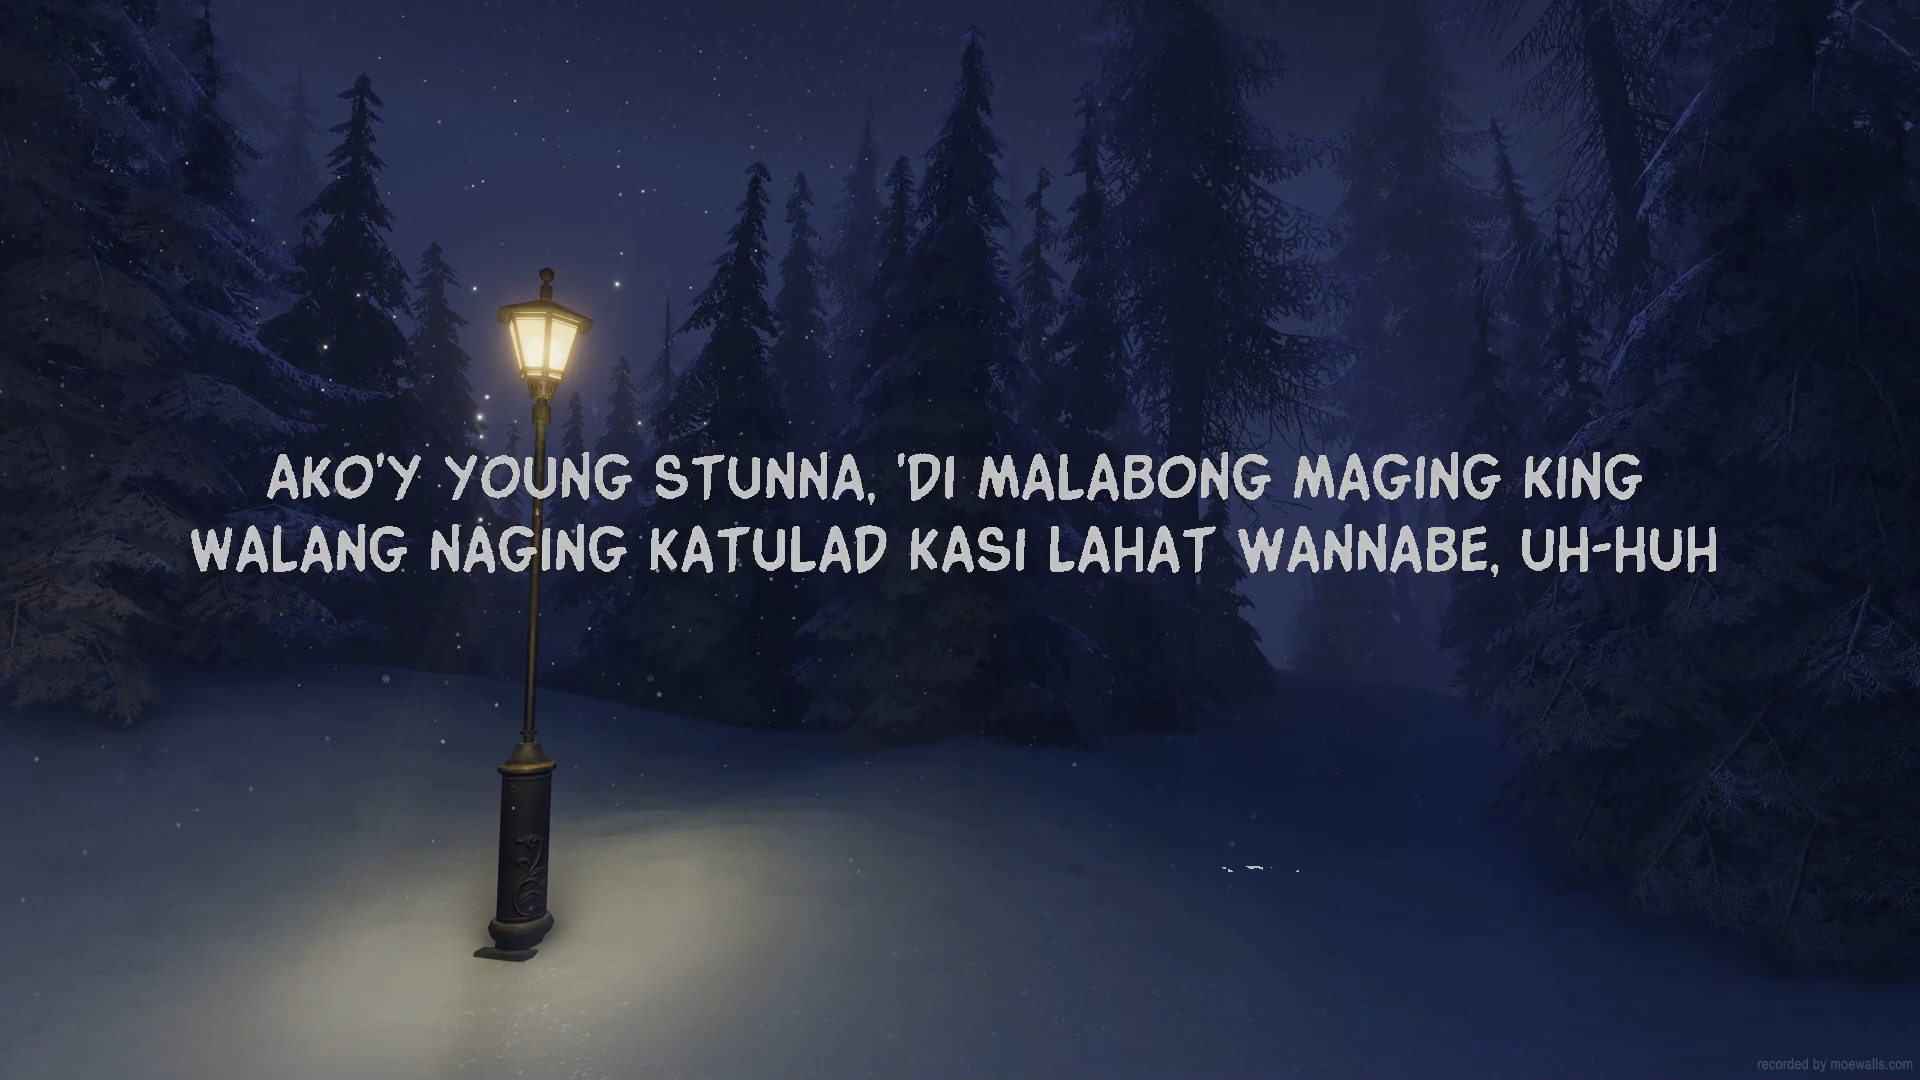 AKO'Y YOUNG STUNNA, 'DI MALABONG MAGING KING
WALANG NAGING KATULAD KASI LAHAT WANNABE, UH-HUH
recorded by moewalls.com